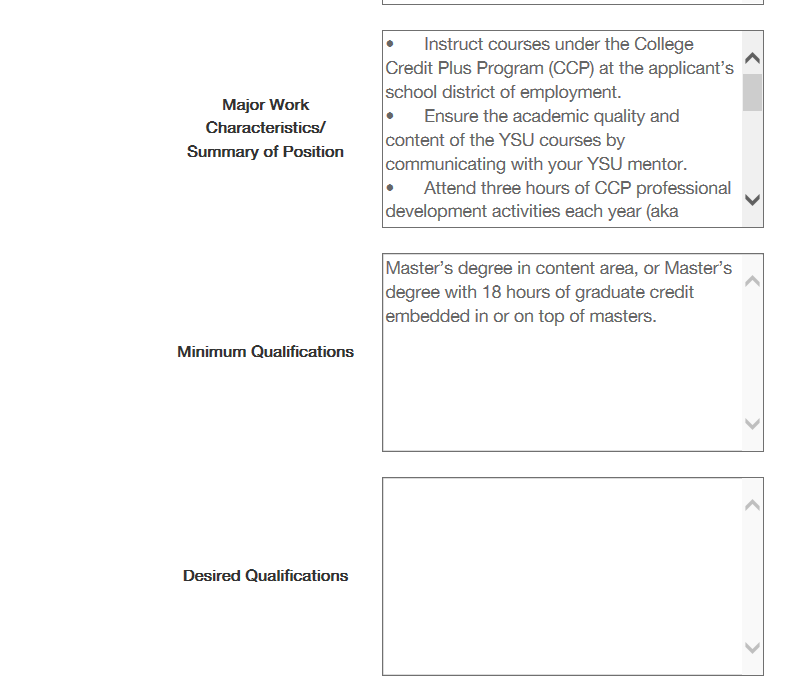 Major Work
Characteristics/
Summary of Position
• Instruct courses under the College
Credit Plus Program (CCP) at the applicant's
school district of employment.
• Ensure the academic quality and
content of the YSU courses by
communicating with your YSU mentor.
• Attend three hours of CCP professional
development activities each year (aka
Minimum Qualifications
Master's degree in content area, or Master's
degree with 18 hours of graduate credit
embedded in or on top of masters.
Desired Qualifications